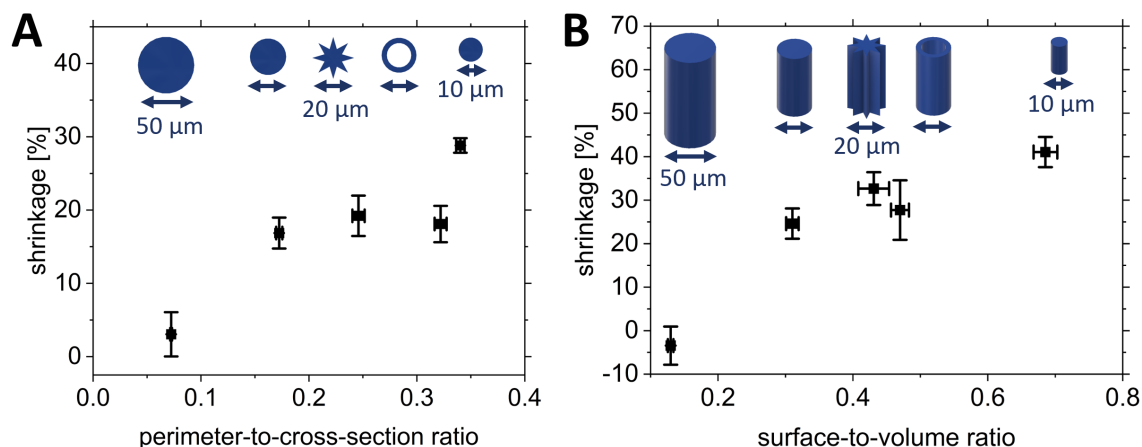 A
40
30
20
10
0
shrinkage [%]
50 µm
20 µm
10 µm
0.0 0.1 0.2 0.3 0.4
perimeter-to-cross-section ratio
B
70
60
50
40
30
20
10
0
-10
shrinkage [%]
50 µm
20 µm
10 µm
0.2 0.4 0.6 0.8
surface-to-volume ratio